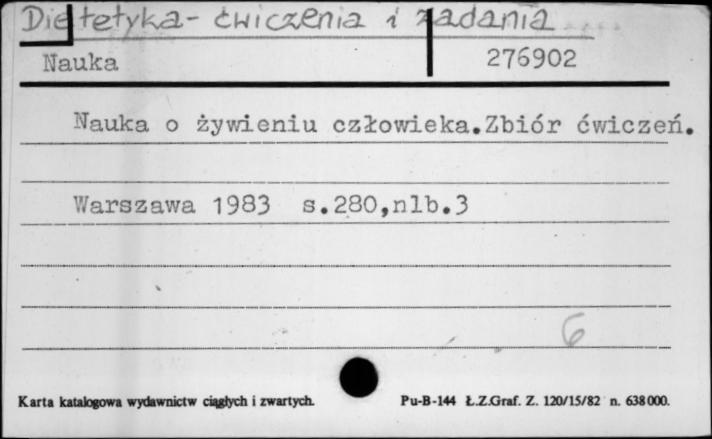 Dietetyka - ćwiczenia i zadania
Nauka 276902
Nauka o żywieniu człowieka.Zbiór ćwiczeń.
Warszawa 1983 s.280,nlb.3
6
Karta katalogowa wydawnictw ciągłych i zwartych. Pu-B-144 Ł.Z.Graf. Z. 120/15/82 n. 638000.